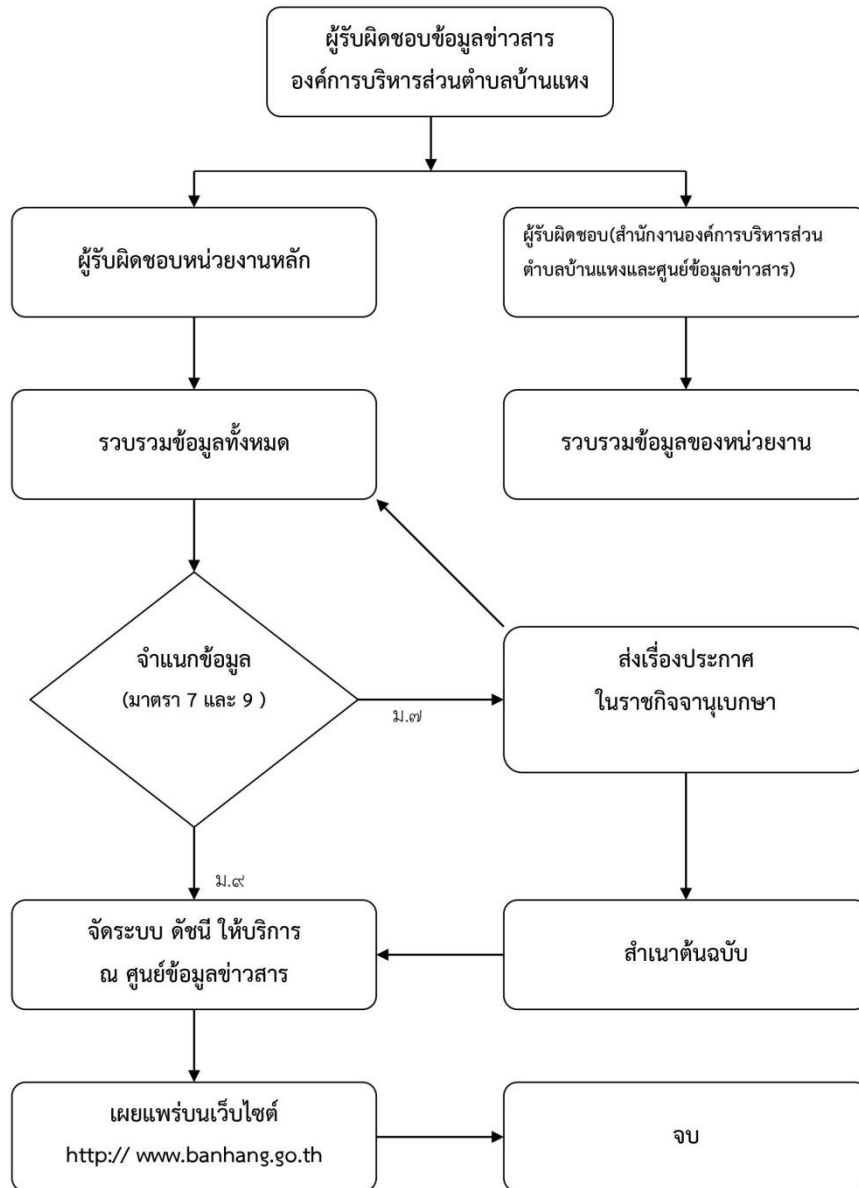 ผู้รับผิดชอบข้อมูลข่าวสาร
องค์การบริหารส่วนตำบลบ้านแหง
ผู้รับผิดชอบหน่วยงานหลัก
ผู้รับผิดชอบ(สำนักงานองค์การบริหารส่วน
ตำบลบ้านแหงและศูนย์ข้อมูลข่าวสาร)
รวบรวมข้อมูลทั้งหมด
รวบรวมข้อมูลของหน่วยงาน
จำแนกข้อมูล
(มาตรา 7 และ 9 )
ม.๗
ส่งเรื่องประกาศ
ในราชกิจจานุเบกษา
ม.๙
จัดระบบ ดัชนี ให้บริการ
ณ ศูนย์ข้อมูลข่าวสาร
สำเนาต้นฉบับ
เผยแพร่บนเว็บไซต์
http:// www.banhang.go.th
จบ